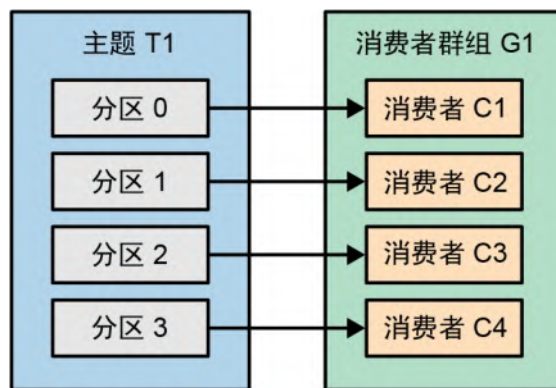 主题 T1
消费者群组 G1
分区 0
消费者 C1
分区 1
消费者 C2
分区 2
消费者 C3
分区 3
消费者 C4